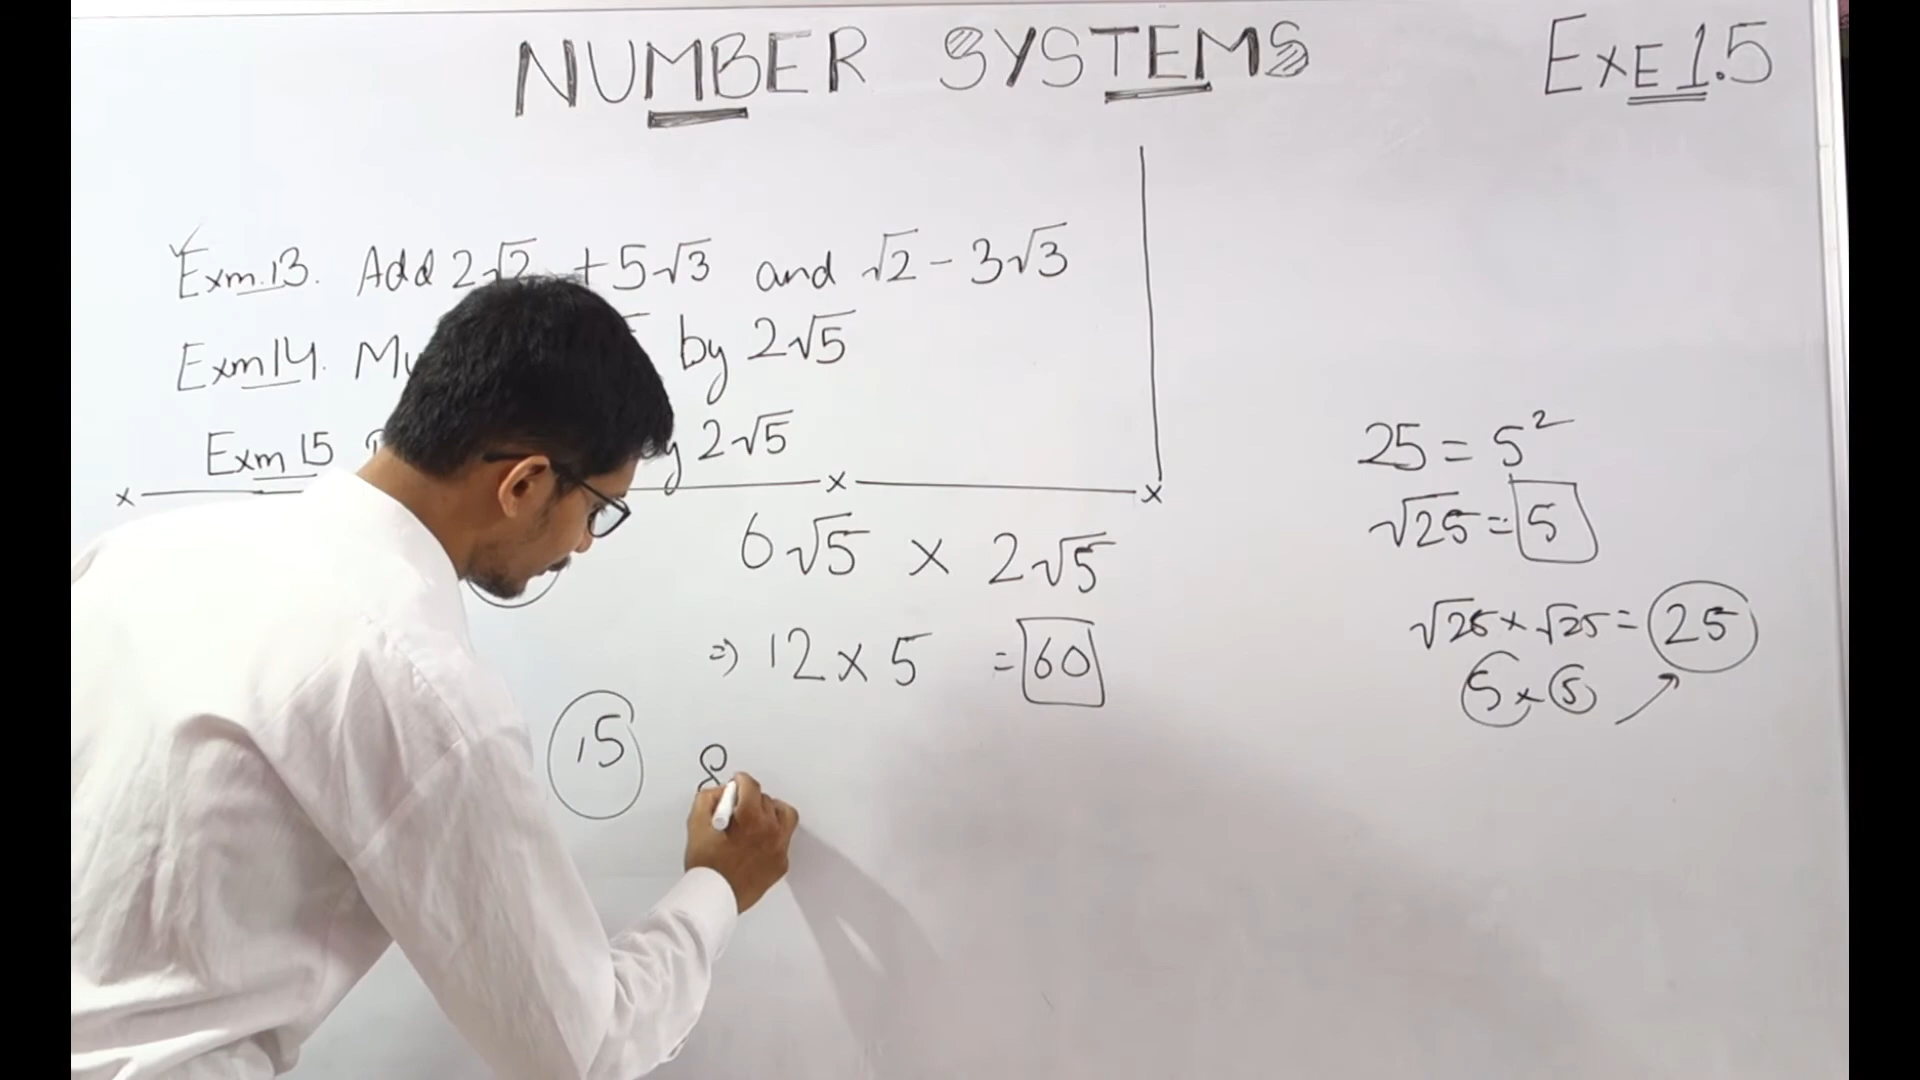 NUMBER SYSTEMS
EXE 1.5
Exm.13. Add 2√2 + 5√3 and √2 - 3√3
Exm14. by 2√5
Exm 15 2√5
6√5 × 2√5
=) 12 × 5 = 60
15 8
25 = 5²
√25 = 5
√25 × √25 = 25
5 × 5